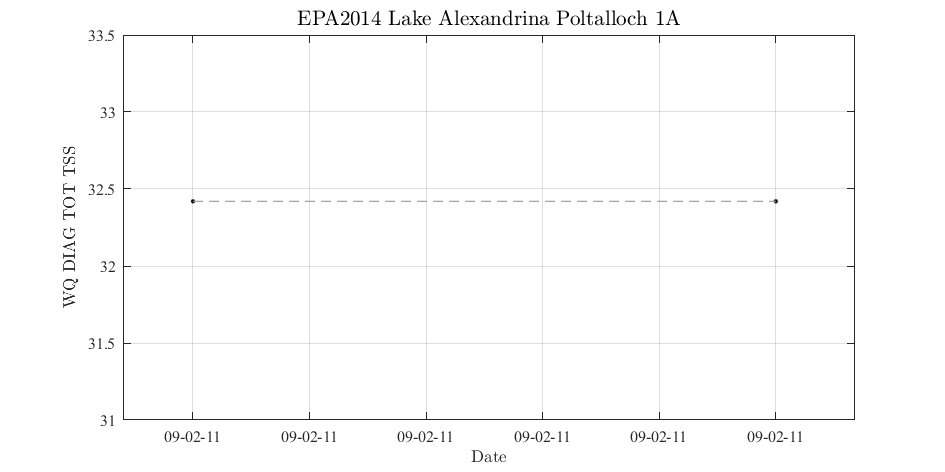 EPA2014 Lake Alexandrina Poltalloch 1A
33.5
33
32.5
32
31.5
31
WQ DIAG TOT TSS
09-02-11 09-02-11 09-02-11 09-02-11 09-02-11 09-02-11
Date